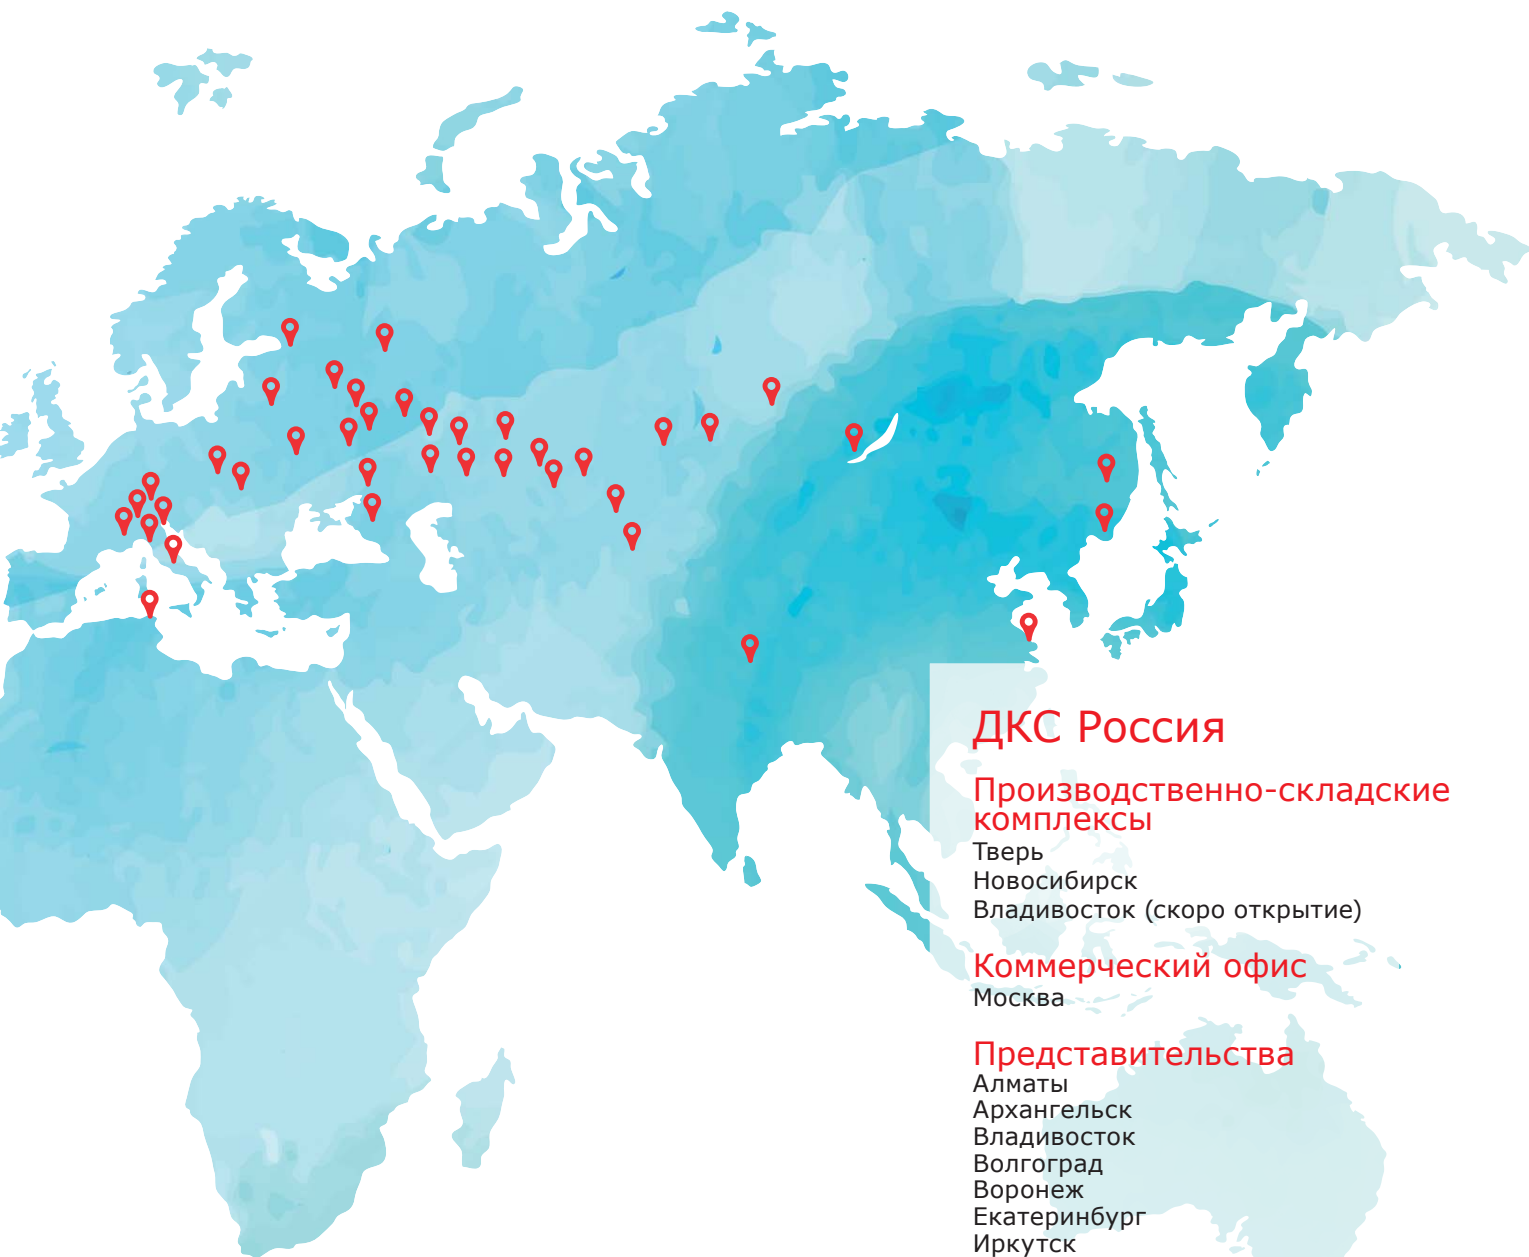 ДКС Россия
Производственно-складские
комплексы
Тверь
Новосибирск
Владивосток (скоро открытие)
Коммерческий офис
Москва
Представительства
Алматы
Архангельск
Владивосток
Волгоград
Воронеж
Екатеринбург
Иркутск